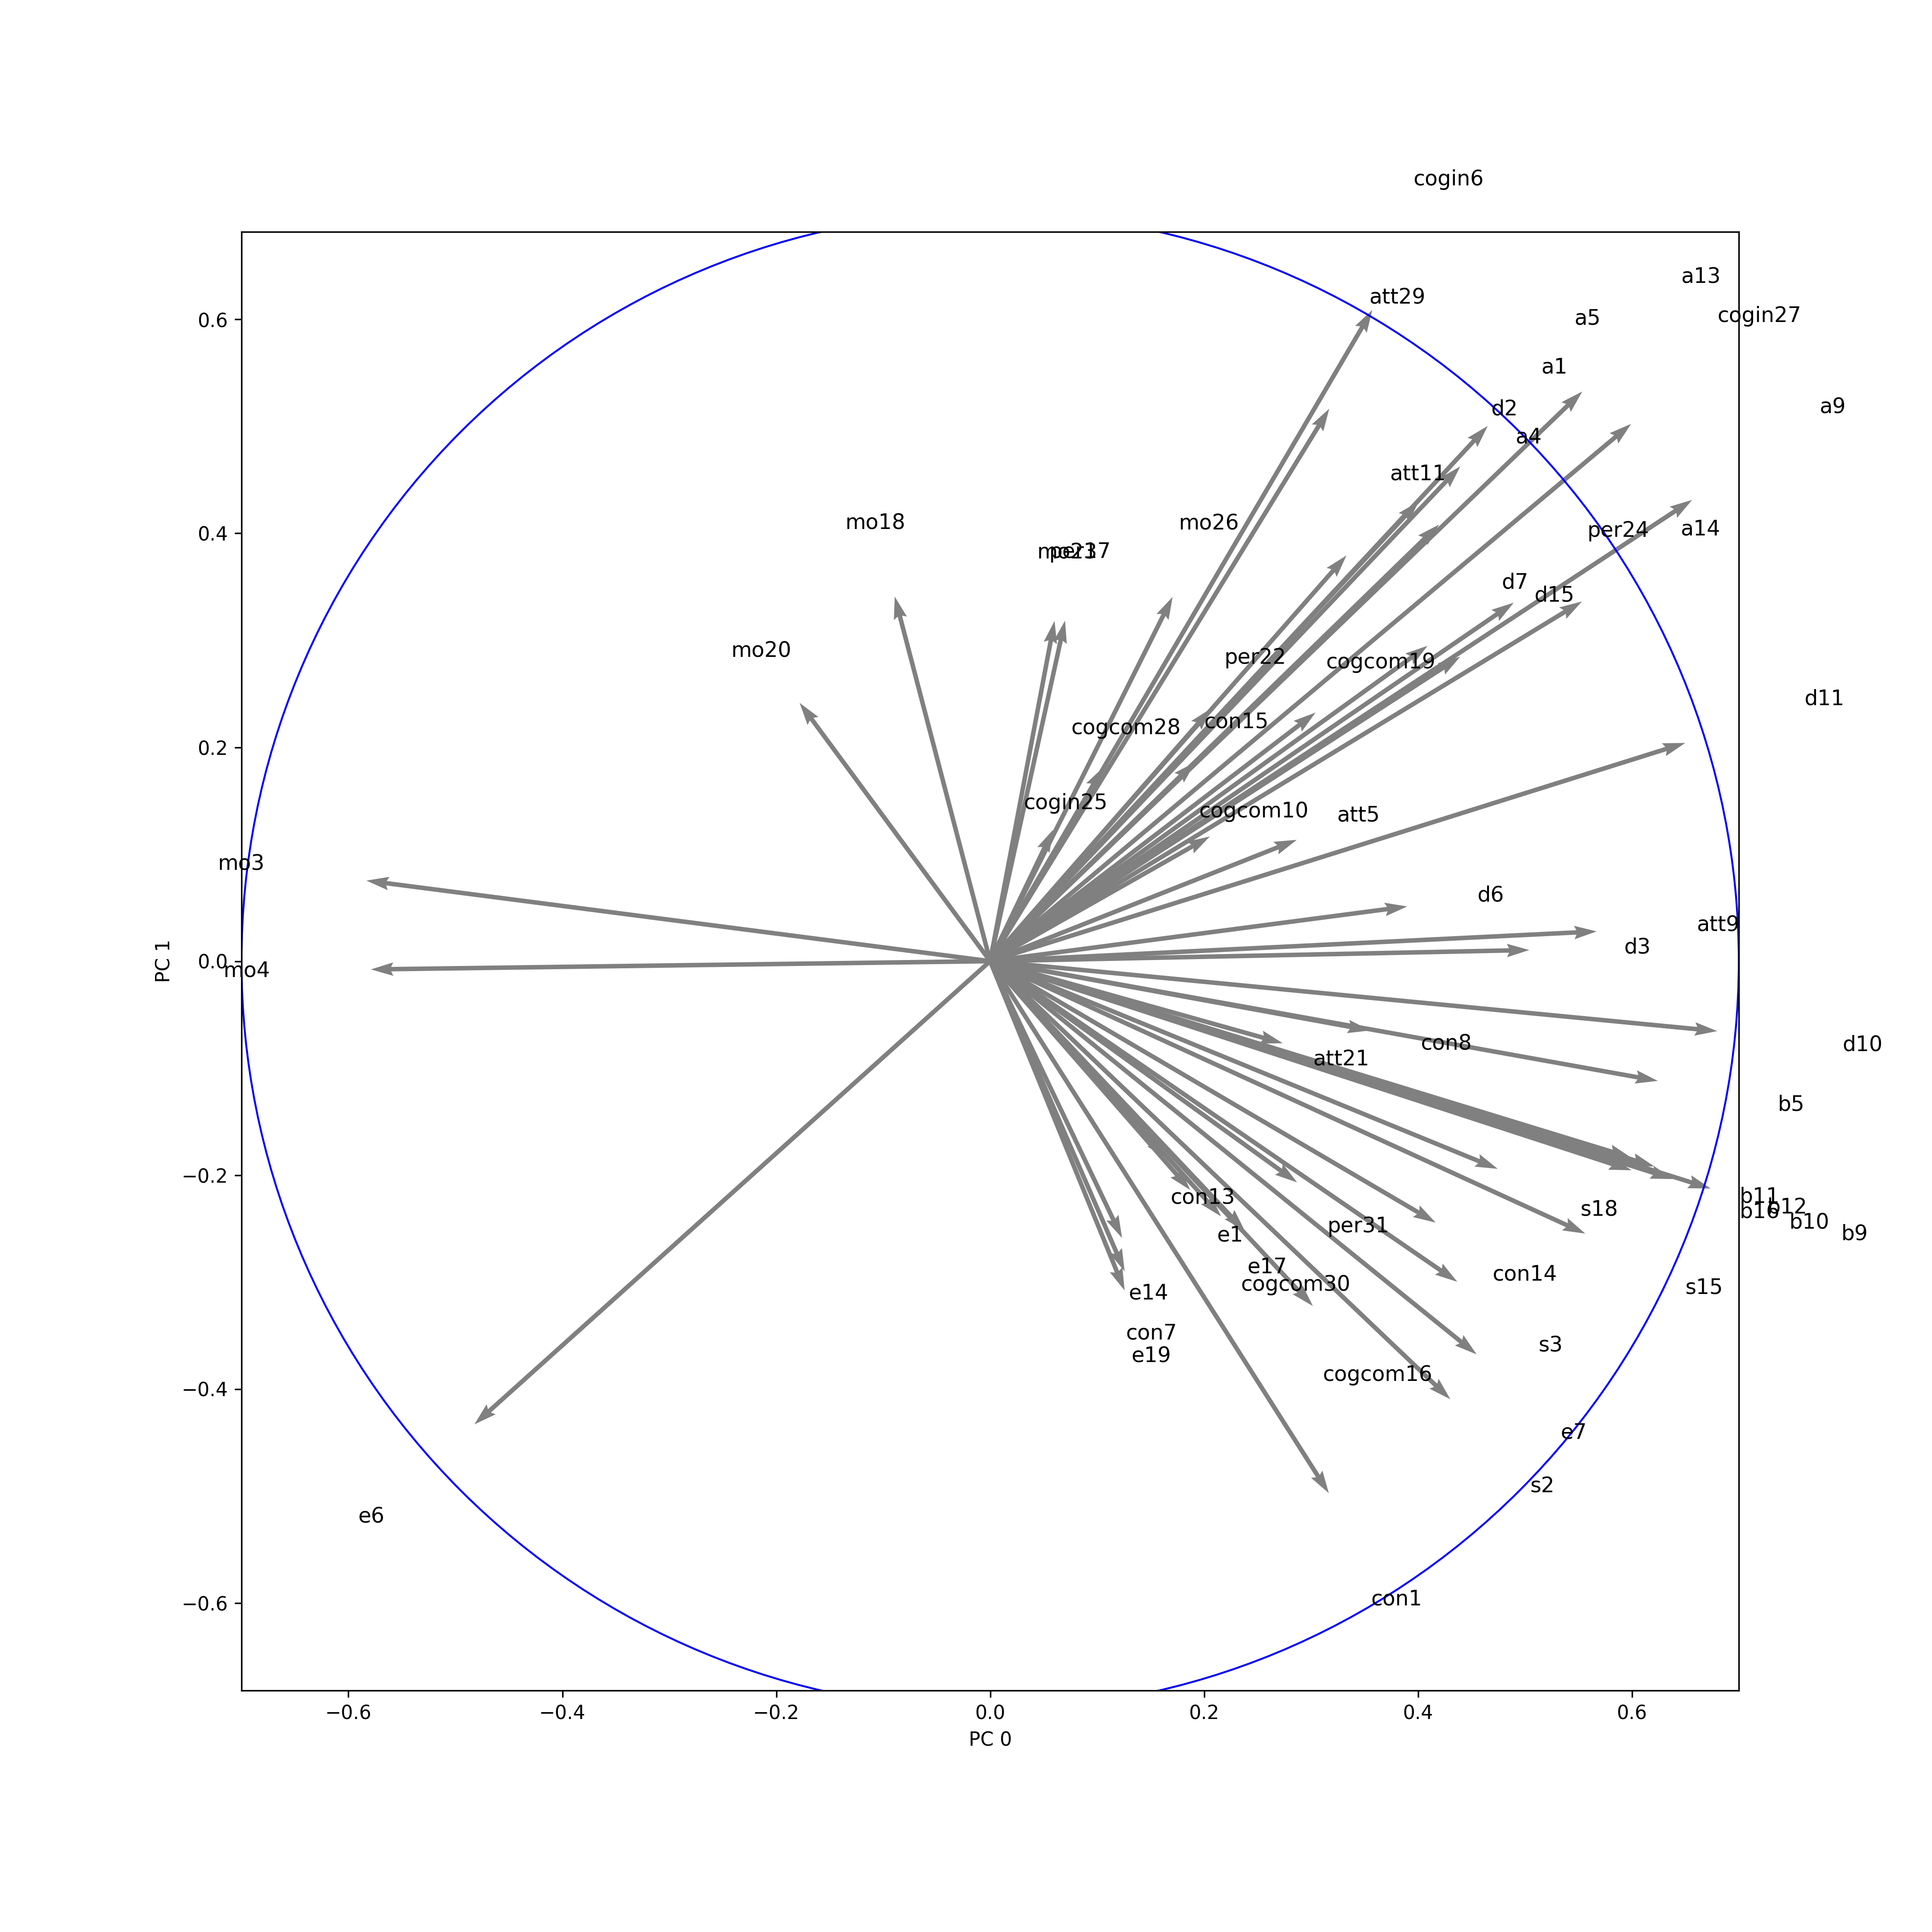 cogin6
a13
att29
cogin27
a5
0.6
a1
a9
d2
a4
att11
mo18
mo26
a14
per24
0.4
mo23
per17
d7
d15
mo20
per22
cogcom19
d11
con15
cogcom28
0.2
cogin25
cogcom10
att5
mo3
d6
att9
d3
PC 1
0.0
mo4
con8
d10
att21
b5
−0.2
con13
b11
b12
s18
b16
b10
per31
b9
e1
e17
con14
cogcom30
s15
e14
con7
s3
e19
cogcom16
−0.4
e7
s2
e6
con1
−0.6
−0.6
−0.4
−0.2
0.0
0.2
0.4
0.6
PC 0